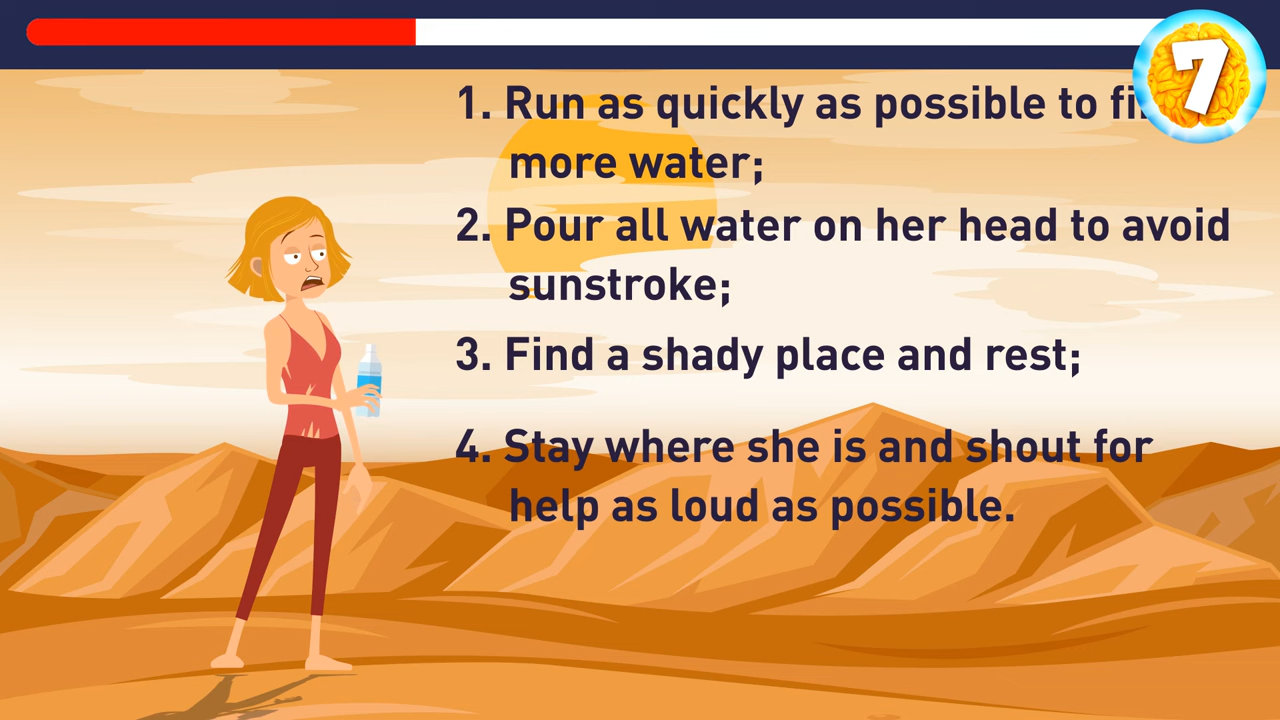 1. Run as quickly as possible to
more water;
2. Pour all water on her head to avoid
sunstroke;
3. Find a shady place and rest;
4. Stay where she is and shout for
help as loud as possible.
7